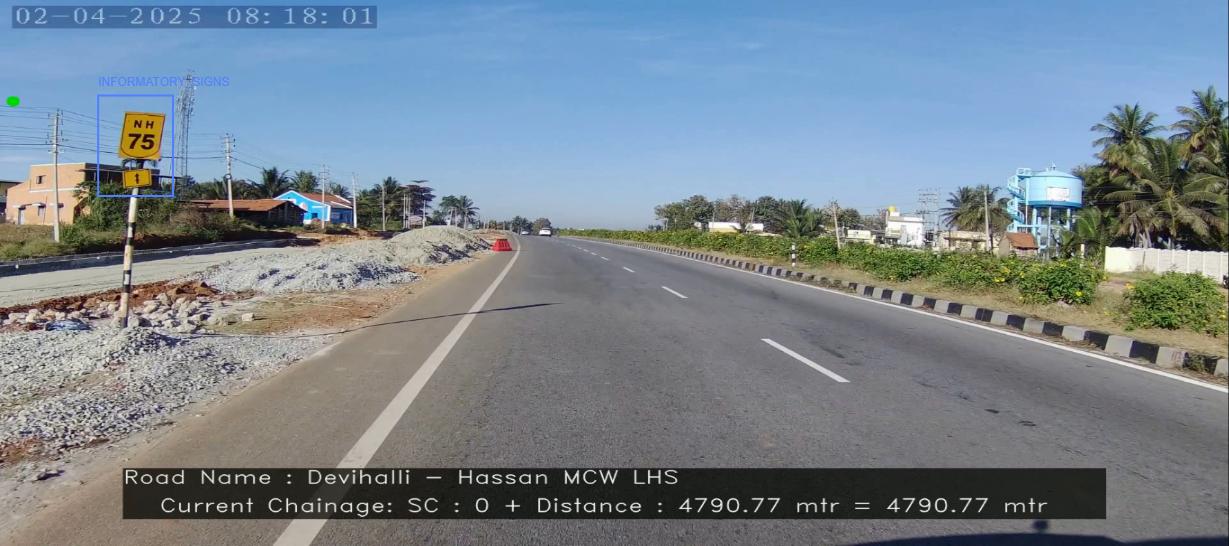 02-04-2025 08:18:01
INFORMATORY SIGNS
NH
75
Road Name : Devihalli - Hassan MCW LHS
Current Chainage: SC : 0 + Distance : 4790.77 mtr = 4790.77 mtr